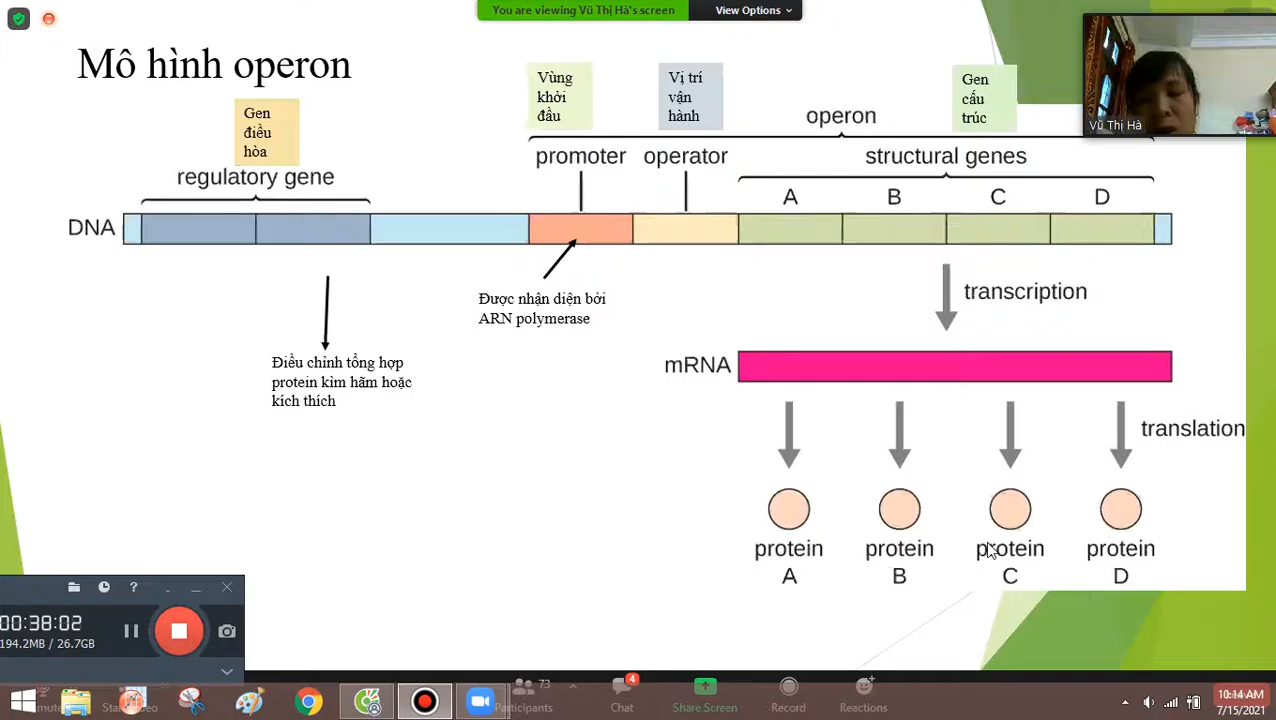 You are viewing Vũ Thị Hà's screen
View Options
Mô hình operon
Gen
điều
hòa
Vùng
khởi
đầu
Vị trí
vận
hành
Gen
cấu
trúc
Vũ Thị Hà
operon
promoter
operator
structural genes
regulatory gene
A
B
C
D
DNA
Được nhận diện bởi
ARN polymerase
transcription
Điều chỉnh tổng hợp
protein kìm hãm hoặc
kích thích
mRNA
translation
protein
A
protein
B
protein
C
protein
D
00:38:02
194.2MB / 26.7GB
73
Participants
4
Chat
Share Screen
Record
Reactions
10:14 AM
7/15/2021